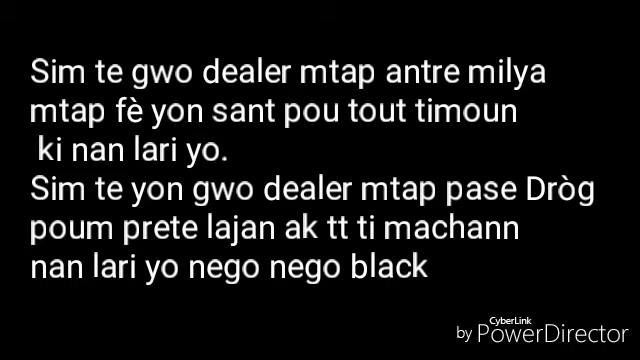 Sim te gwo dealer mtap antre milya
mtap fè yon sant pou tout timoun
ki nan lari yo.
Sim te yon gwo dealer mtap pase Dròg
poum prete lajan ak tt ti machann
nan lari yo nego nego black
CyberLink
by PowerDirector